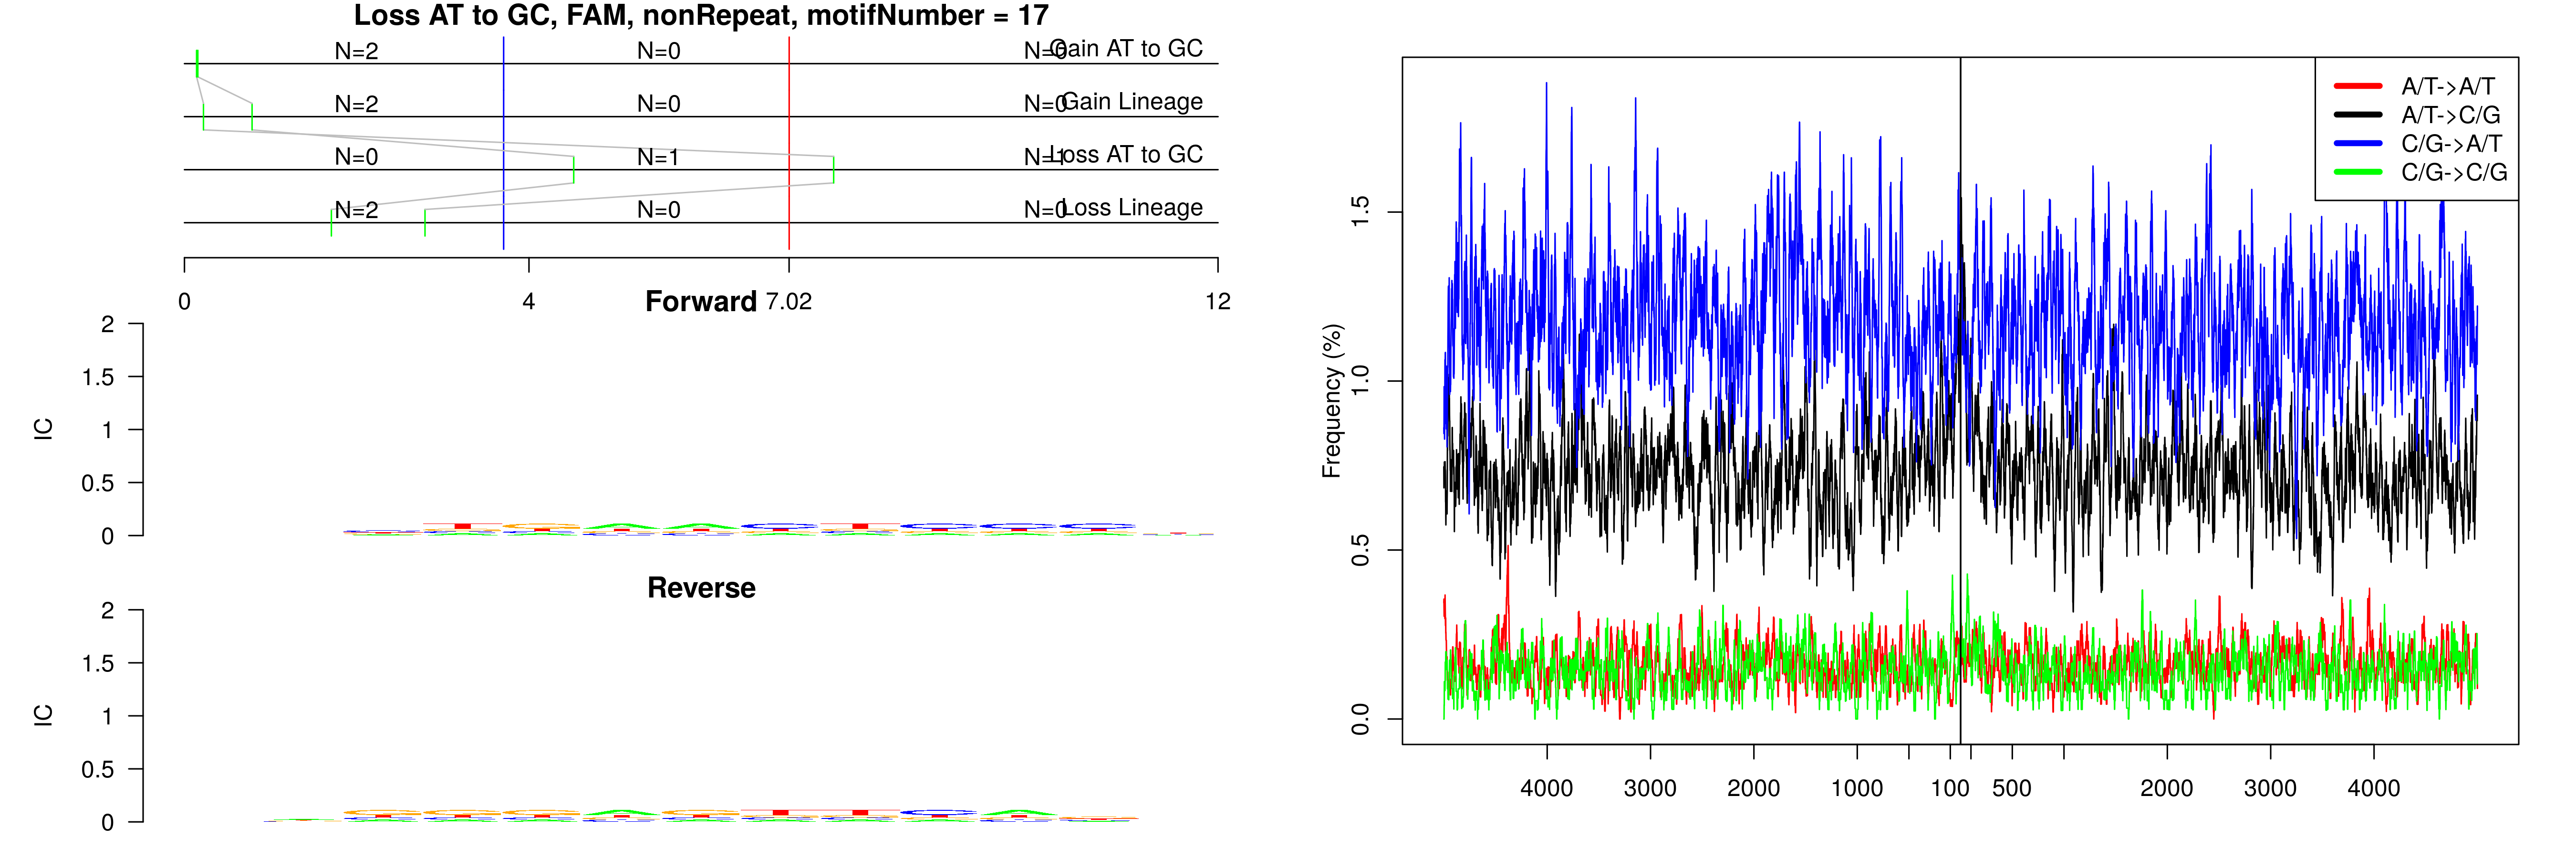 Loss AT to GC, FAM, nonRepeat, motifNumber = 17
N=2 N=0 N=0 Gain AT to GC
N=2 N=0 N=0 Gain Lineage
N=0 N=1 N=1 Loss AT to GC
N=2 N=0 N=0 Loss Lineage
0 4 7.02 12
Forward
2
1.5
1
0.5
0
IC
Reverse
2
1.5
1
0.5
0
IC
A/T->A/T
A/T->C/G
C/G->A/T
C/G->C/G
Frequency (%)
1.5
1.0
0.5
0.0
4000 3000 2000 1000 100 500 2000 3000 4000